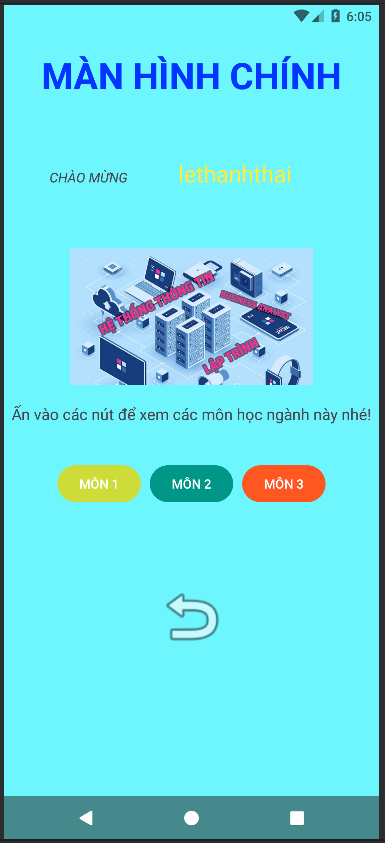 6:05
MÀN HÌNH CHÍNH
CHÀO MỪNG lethanhthai
HỆ THỐNG THÔNG TIN
BUSINESS ANALYST
LẬP TRÌNH
Ấn vào các nút để xem các môn học ngành này nhé!
MÔN 1 MÔN 2 MÔN 3